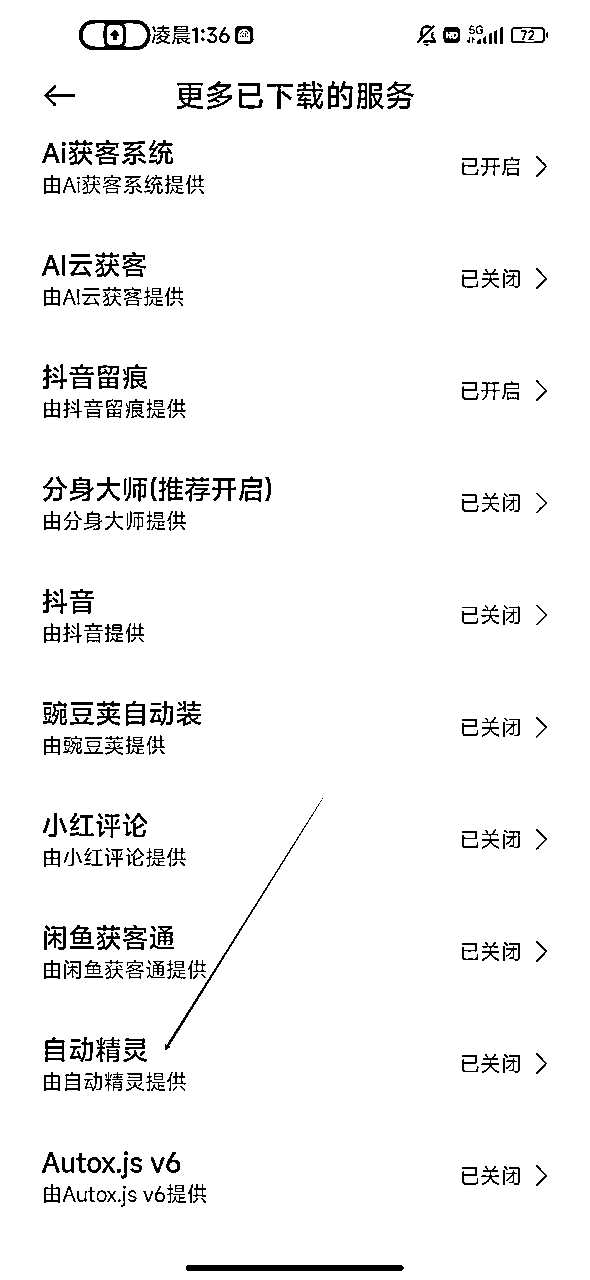 凌晨1:36
HD 5G 72
更多已下载的服务
Ai获客系统
由Ai获客系统提供
已开启
AI云获客
由AI云获客提供
已关闭
抖音留痕
由抖音留痕提供
已开启
分身大师(推荐开启)
由分身大师提供
已关闭
抖音
由抖音提供
已关闭
豌豆荚自动装
由豌豆荚提供
已关闭
小红评论
由小红评论提供
已关闭
闲鱼获客通
由闲鱼获客通提供
已关闭
自动精灵
由自动精灵提供
已关闭
Autox.js v6
由Autox.js v6提供
已关闭